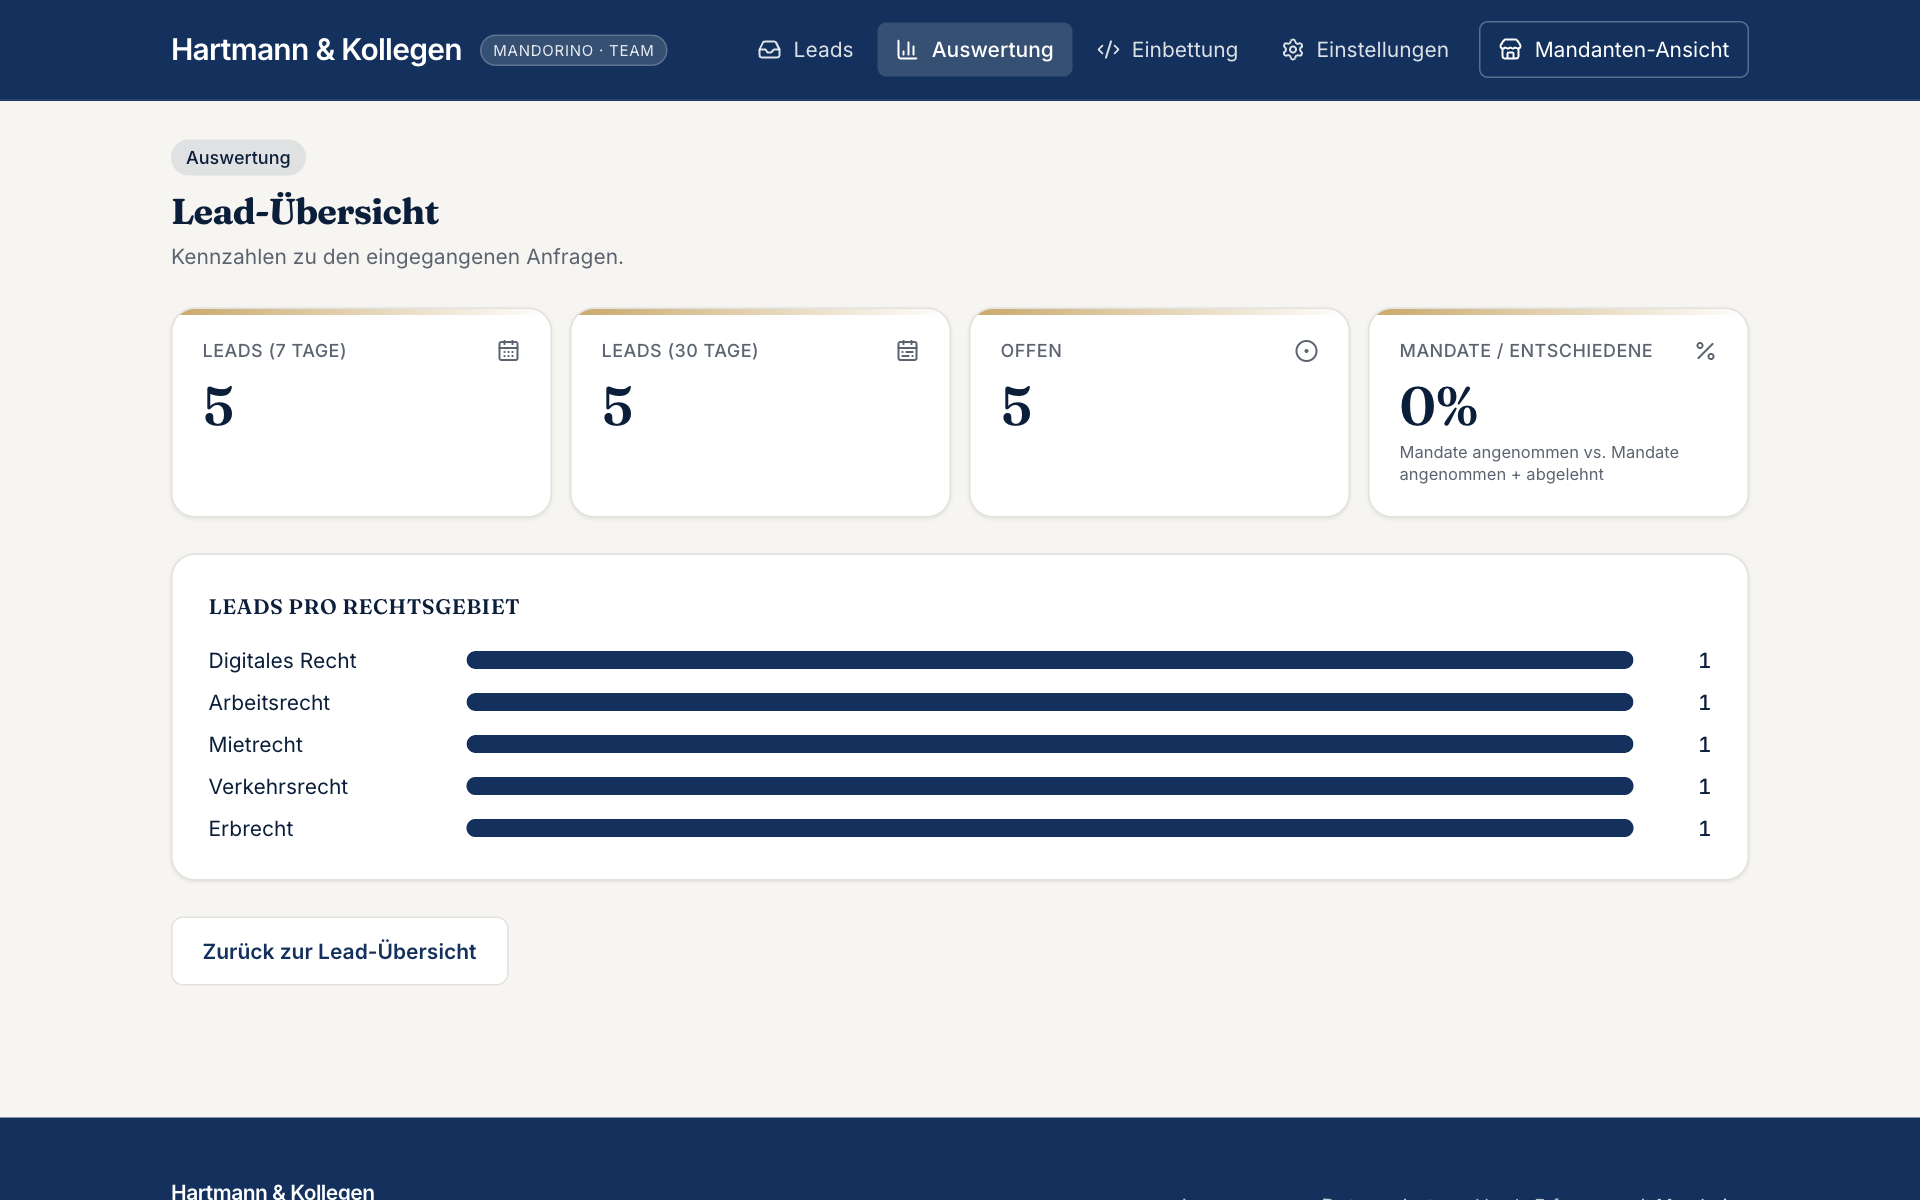 Hartmann & Kollegen
MANDORINO · TEAM
Leads
Auswertung
Einbettung
Einstellungen
Mandanten-Ansicht
Auswertung
Lead-Übersicht
Kennzahlen zu den eingegangenen Anfragen.
LEADS (7 TAGE)
5
LEADS (30 TAGE)
5
OFFEN
5
MANDATE / ENTSCHIEDENE
0%
Mandate angenommen vs. Mandate
angenommen + abgelehnt
LEADS PRO RECHTSGEBIET
Digitales Recht 1
Arbeitsrecht 1
Mietrecht 1
Verkehrsrecht 1
Erbrecht 1
Zurück zur Lead-Übersicht
Hartmann & Kollegen